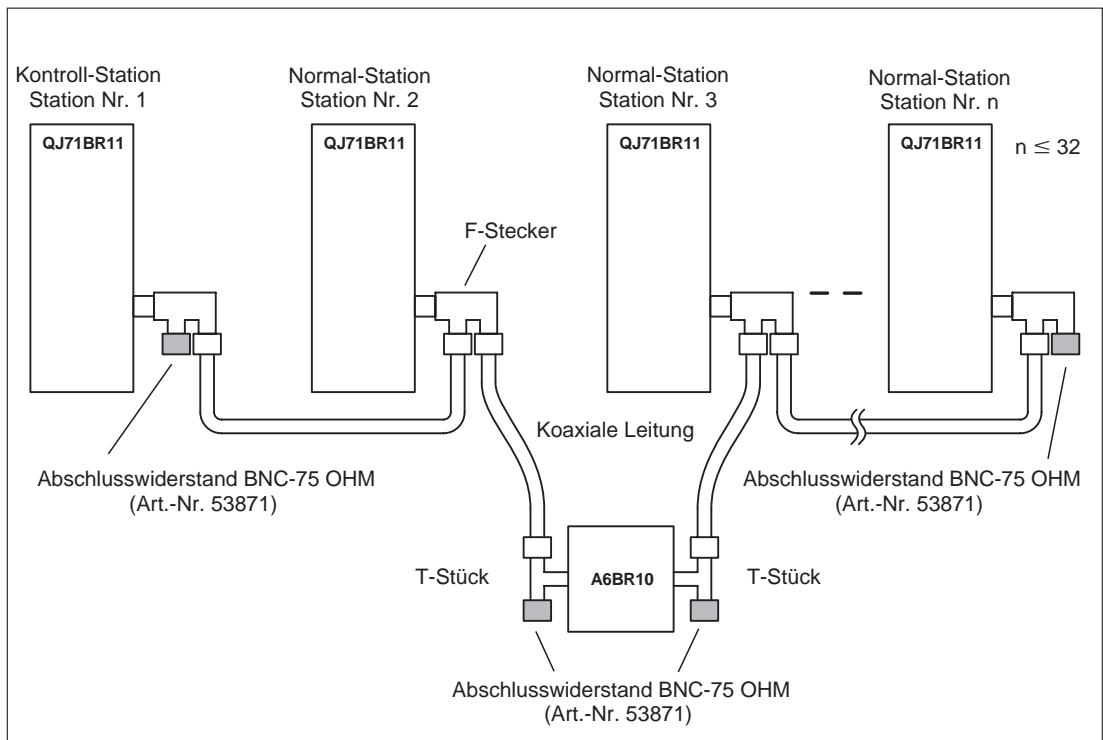 Kontroll-Station
Station Nr. 1
Normal-Station
Station Nr. 2
Normal-Station
Station Nr. 3
Normal-Station
Station Nr. n
QJ71BR11
QJ71BR11
QJ71BR11
QJ71BR11
n ≤ 32
F-Stecker
Koaxiale Leitung
Abschlusswiderstand BNC-75 OHM
(Art.-Nr. 53871)
Abschlusswiderstand BNC-75 OHM
(Art.-Nr. 53871)
T-Stück
A6BR10
T-Stück
Abschlusswiderstand BNC-75 OHM
(Art.-Nr. 53871)